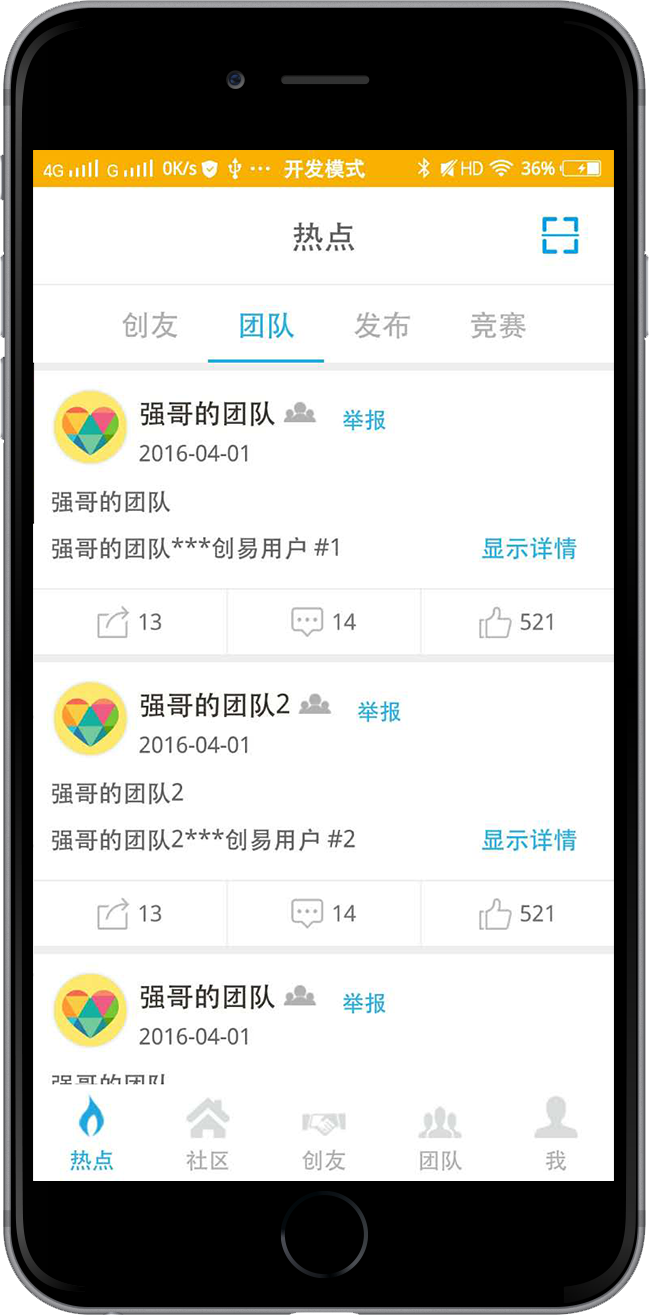 4G G 0K/s 开发模式 HD 36%
热点
创友 团队 发布 竞赛
强哥的团队 举报
2016-04-01
强哥的团队
强哥的团队***创易用户 #1 显示详情
13 14 521
强哥的团队2 举报
2016-04-01
强哥的团队2
强哥的团队2***创易用户 #2 显示详情
13 14 521
强哥的团队 举报
2016-04-01
强哥的团队
热点 社区 创友 团队 我